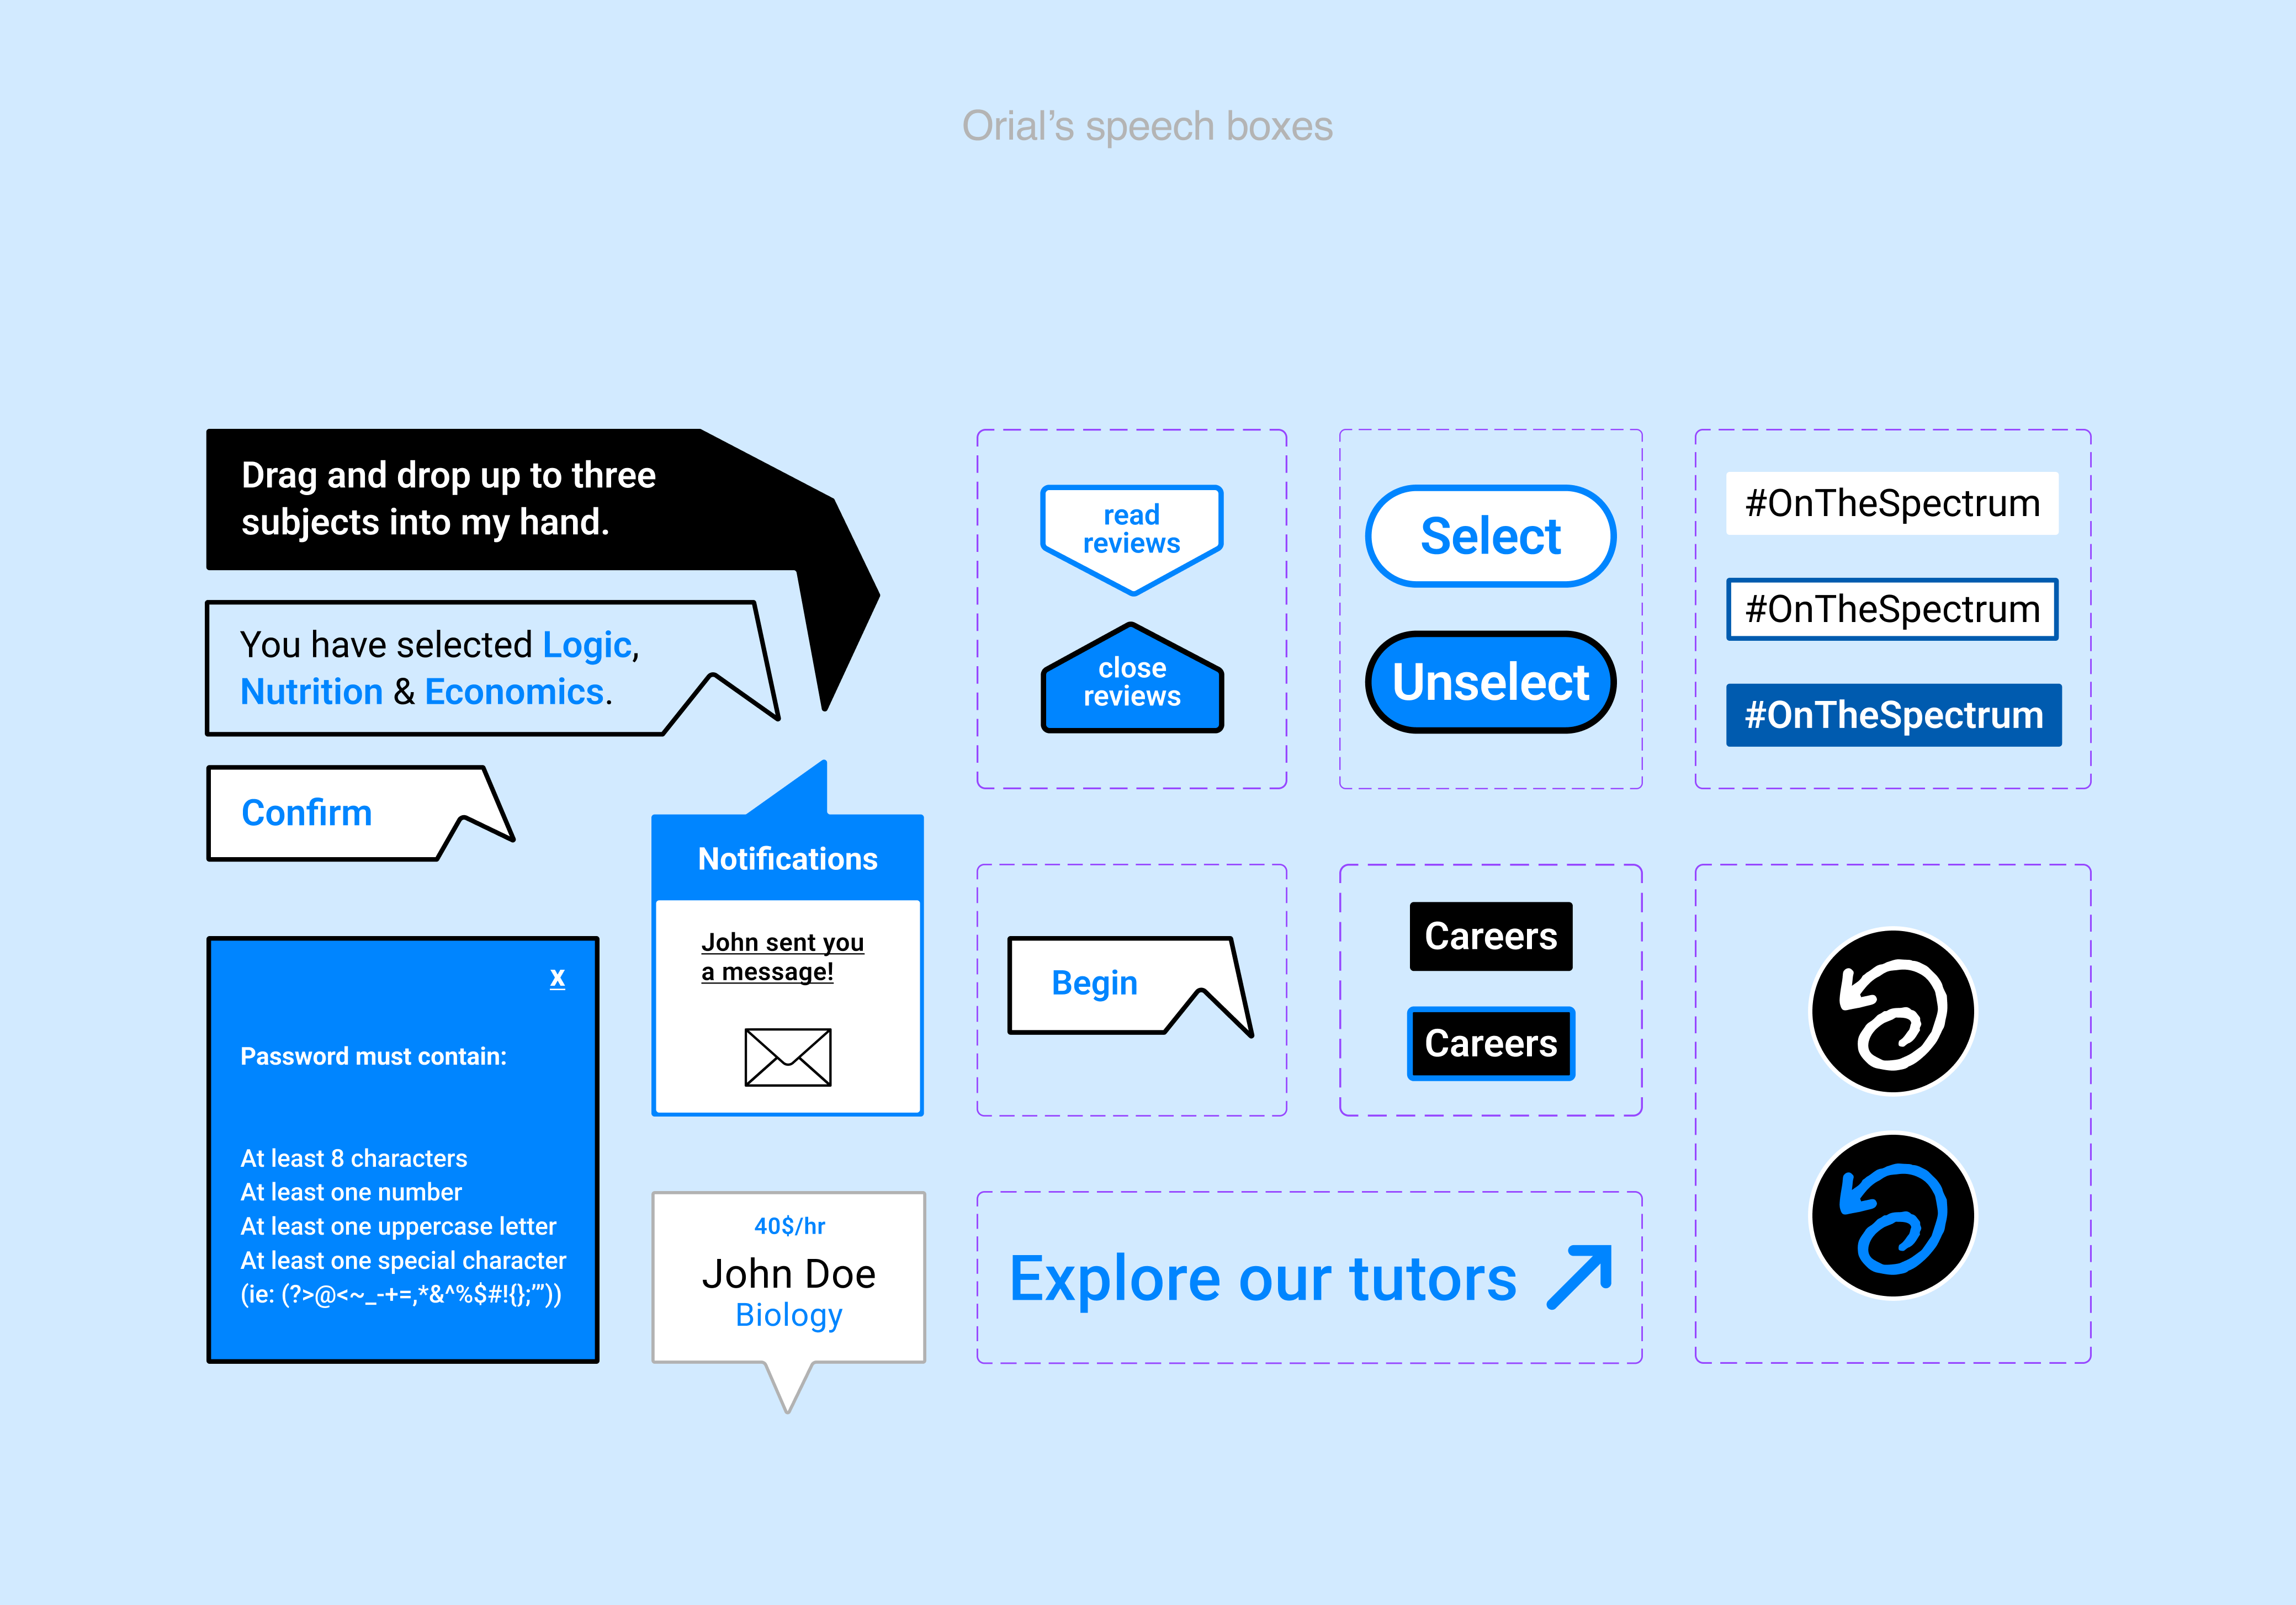 Orial’s speech boxes
Drag and drop up to three
subjects into my hand.
You have selected Logic,
Nutrition & Economics.
Confirm
x
Password must contain:
At least 8 characters
At least one number
At least one uppercase letter
At least one special character
(ie: (?>@<~_-+=,*&^%$#!{};’”))
Notifications
John sent you
a message!
40$/hr
John Doe
Biology
read
reviews
close
reviews
Select
Unselect
#OnTheSpectrum
#OnTheSpectrum
#OnTheSpectrum
Begin
Careers
Careers
Explore our tutors